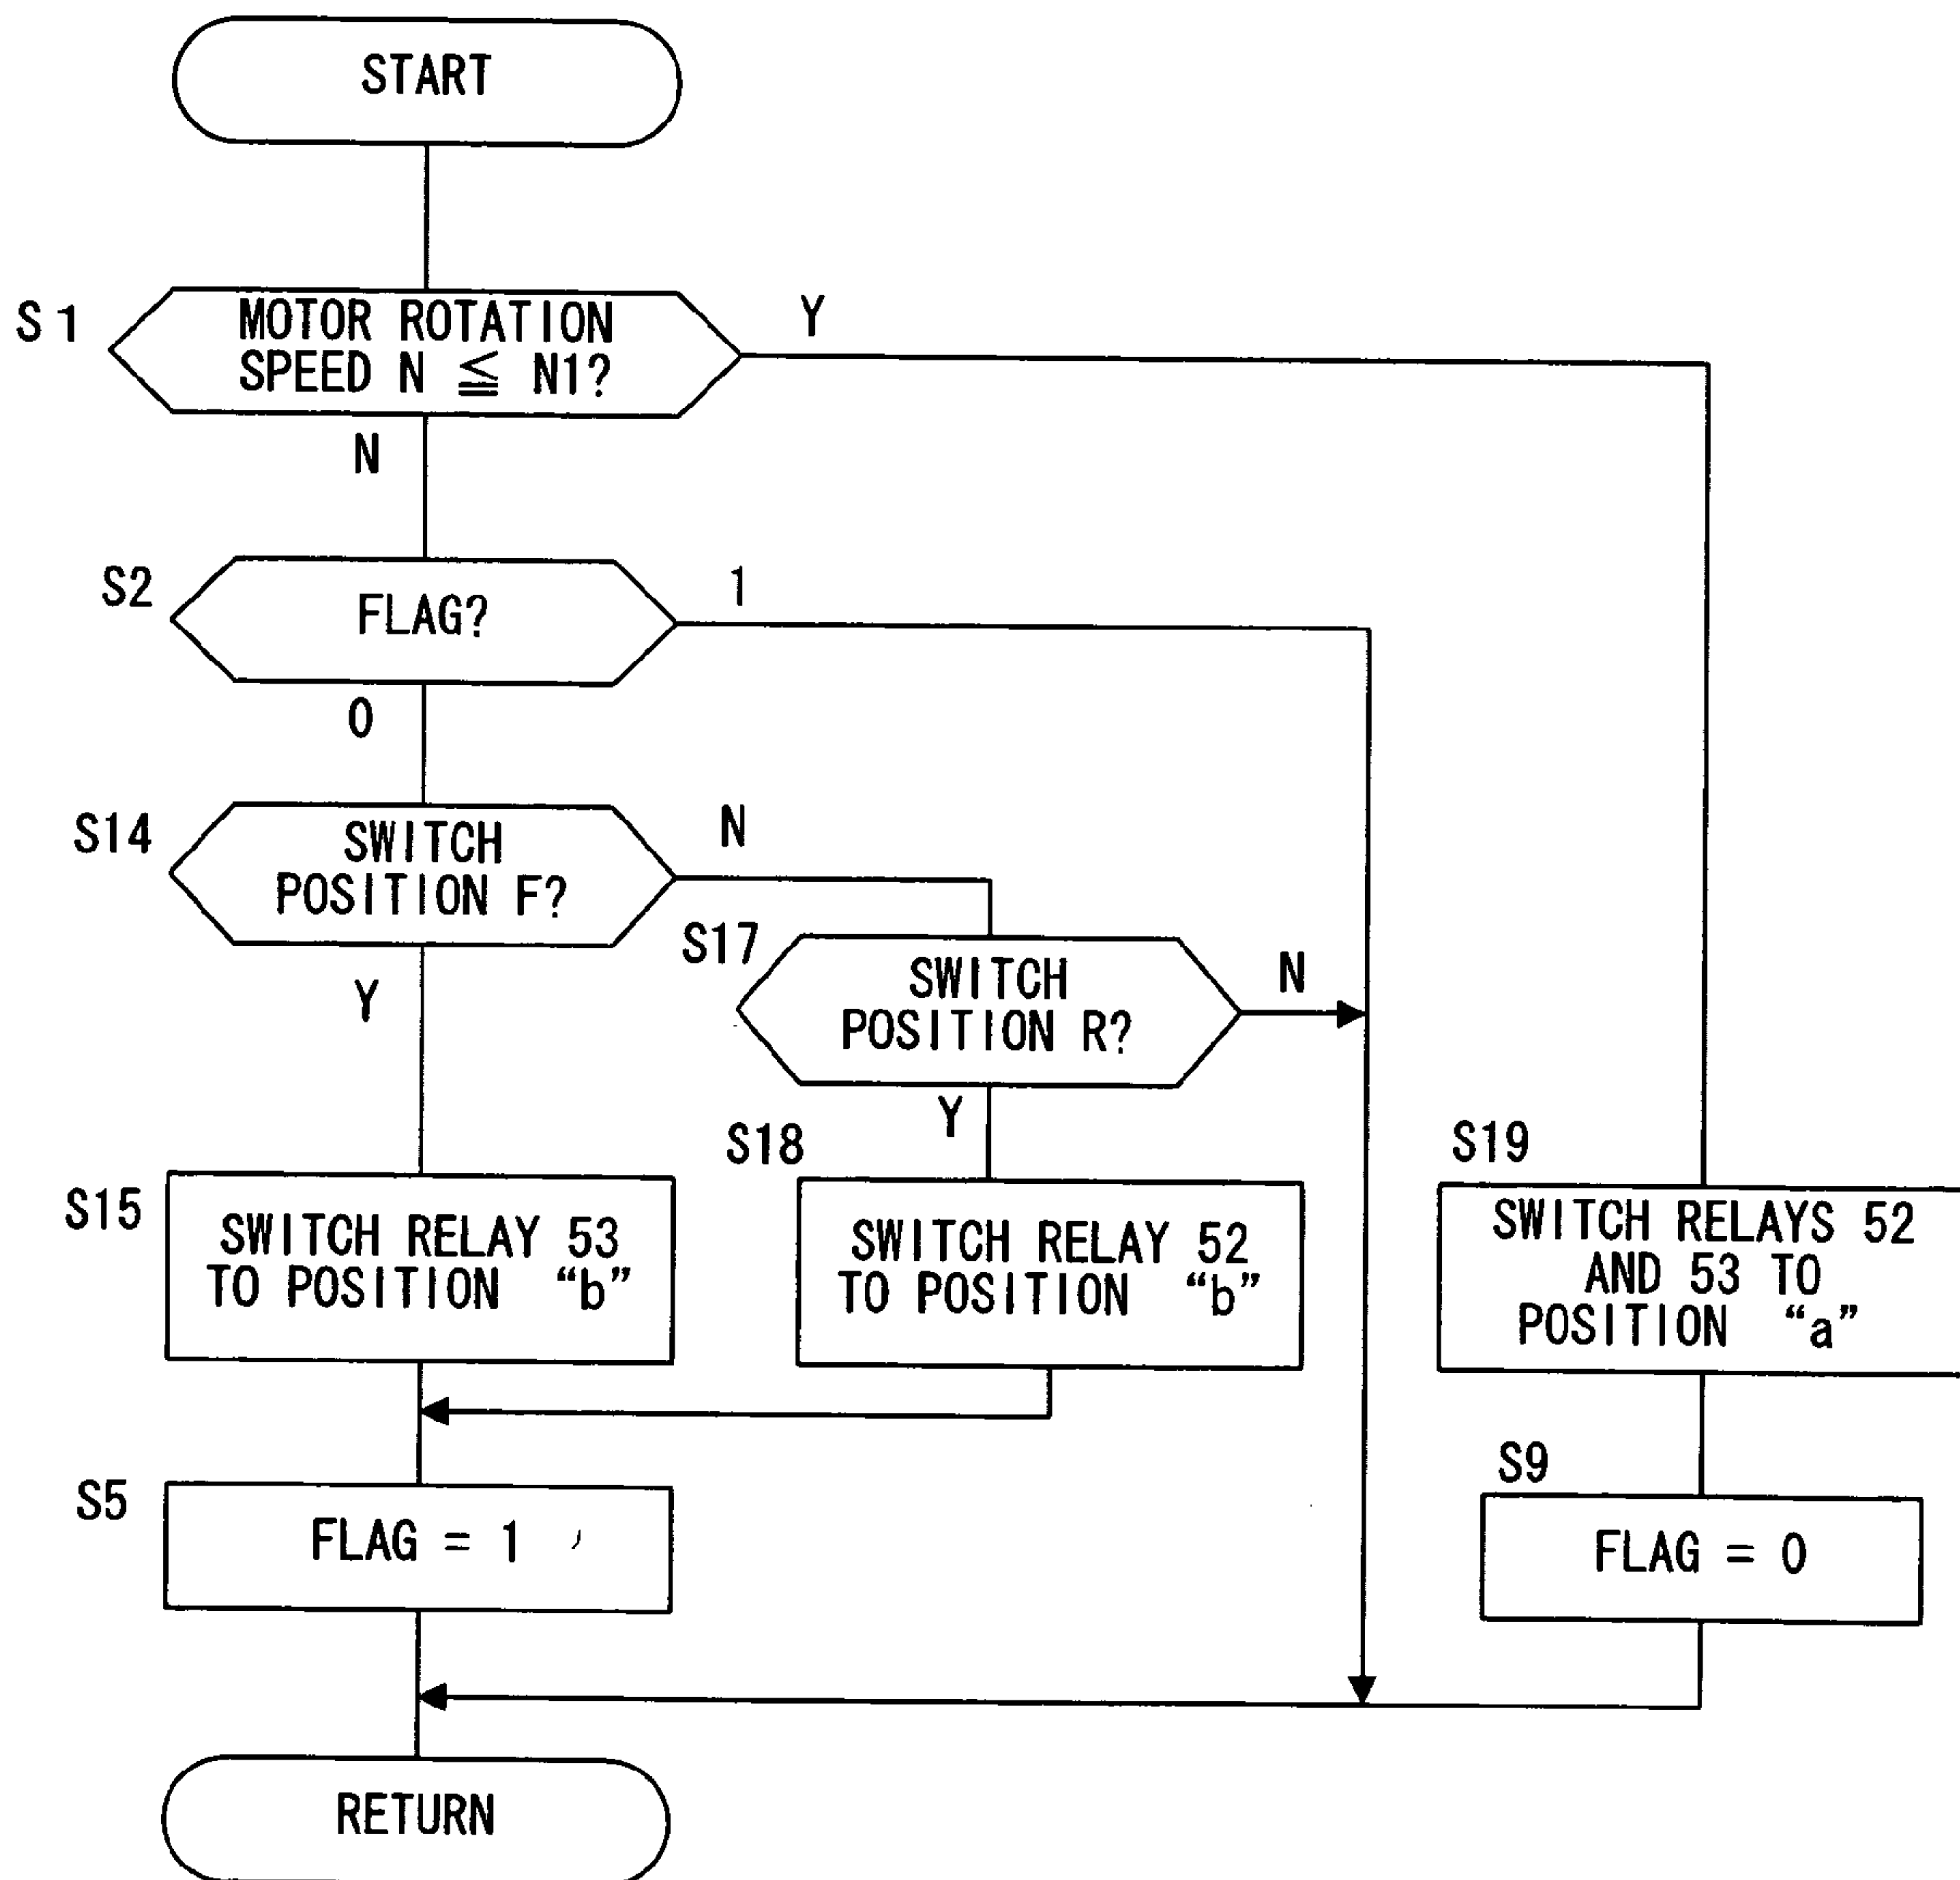 START
S1
MOTOR ROTATION
SPEED N ≦ N1?
Y
N
S2
FLAG?
1
0
S14
SWITCH
POSITION F?
N
Y
S17
SWITCH
POSITION R?
N
Y
S15
SWITCH RELAY 53
TO POSITION “b”
S18
SWITCH RELAY 52
TO POSITION “b”
S19
SWITCH RELAYS 52
AND 53 TO
POSITION “a”
S5
FLAG = 1
S9
FLAG = 0
RETURN